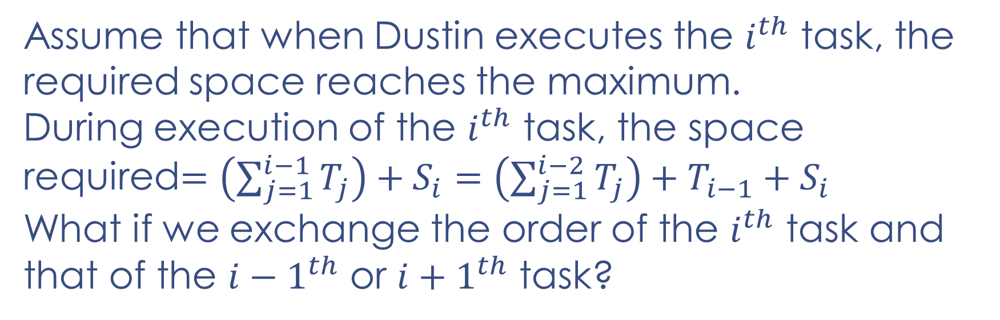 Assume that when Dustin executes the $i^{th}$ task, the
required space reaches the maximum.
During execution of the $i^{th}$ task, the space
required= $\left(\sum_{j=1}^{i-1} T_j\right) + S_i = \left(\sum_{j=1}^{i-2} T_j\right) + T_{i-1} + S_i$
What if we exchange the order of the $i^{th}$ task and
that of the $i - 1^{th}$ or $i + 1^{th}$ task?